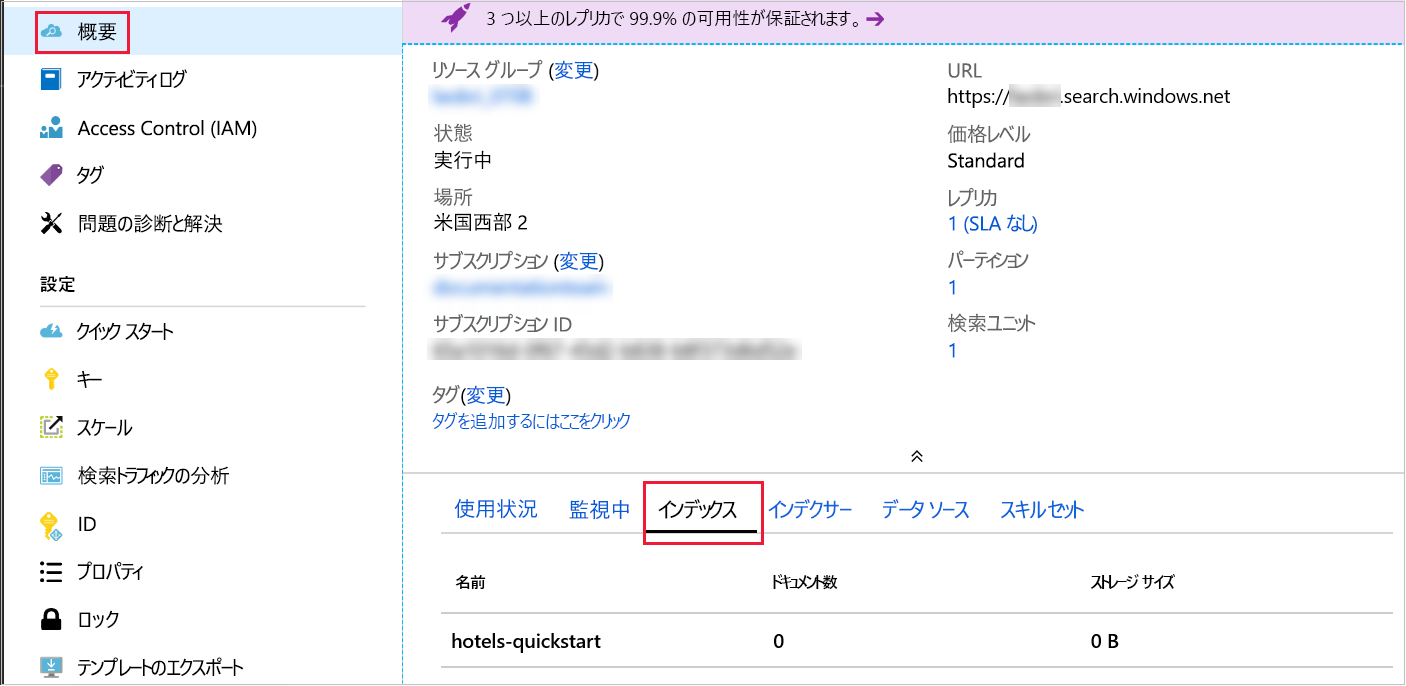 概要
アクティビティログ
Access Control (IAM)
タグ
問題の診断と解決
設定
クイック スタート
キー
スケール
検索トラフィックの分析
ID
プロパティ
ロック
テンプレートのエクスポート
3 つ以上のレプリカで 99.9% の可用性が保証されます。
リソース グループ (変更)
状態
実行中
場所
米国西部 2
サブスクリプション (変更)
サブスクリプション ID
タグ(変更)
タグを追加するにはここをクリック
URL
https://.search.windows.net
価格レベル
Standard
レプリカ
1 (SLA なし)
パーティション
1
検索ユニット
1
使用状況 監視中 インデックス インデクサー データ ソース スキルセット
名前 ドキュメント数 ストレージ サイズ
hotels-quickstart 0 0 B